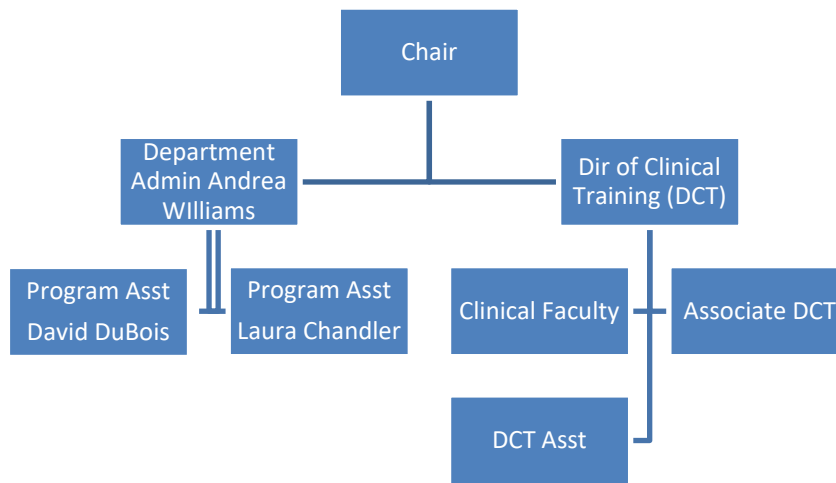 Chair
Department
Admin Andrea
WIlliams
Dir of Clinical
Training (DCT)
Program Asst
David DuBois
Program Asst
Laura Chandler
Clinical Faculty
Associate DCT
DCT Asst